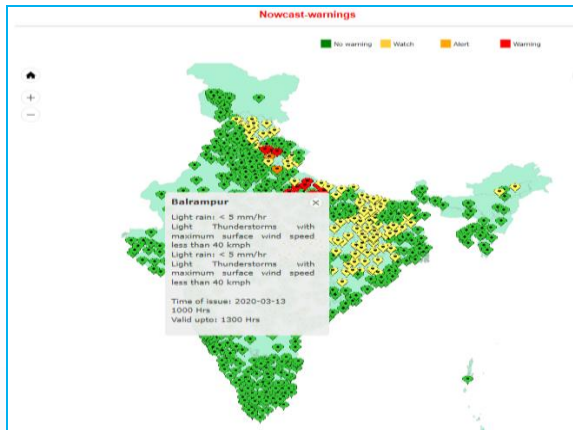 Nowcast-warnings
No warning Watch Alert Warning
+
−
Balrampur ×
Light rain: < 5 mm/hr
Light Thunderstorms with
maximum surface wind speed
less than 40 kmph
Light rain: < 5 mm/hr
Light Thunderstorms with
maximum surface wind speed
less than 40 kmph
Time of issue: 2020-03-13
1000 Hrs
Valid upto: 1300 Hrs